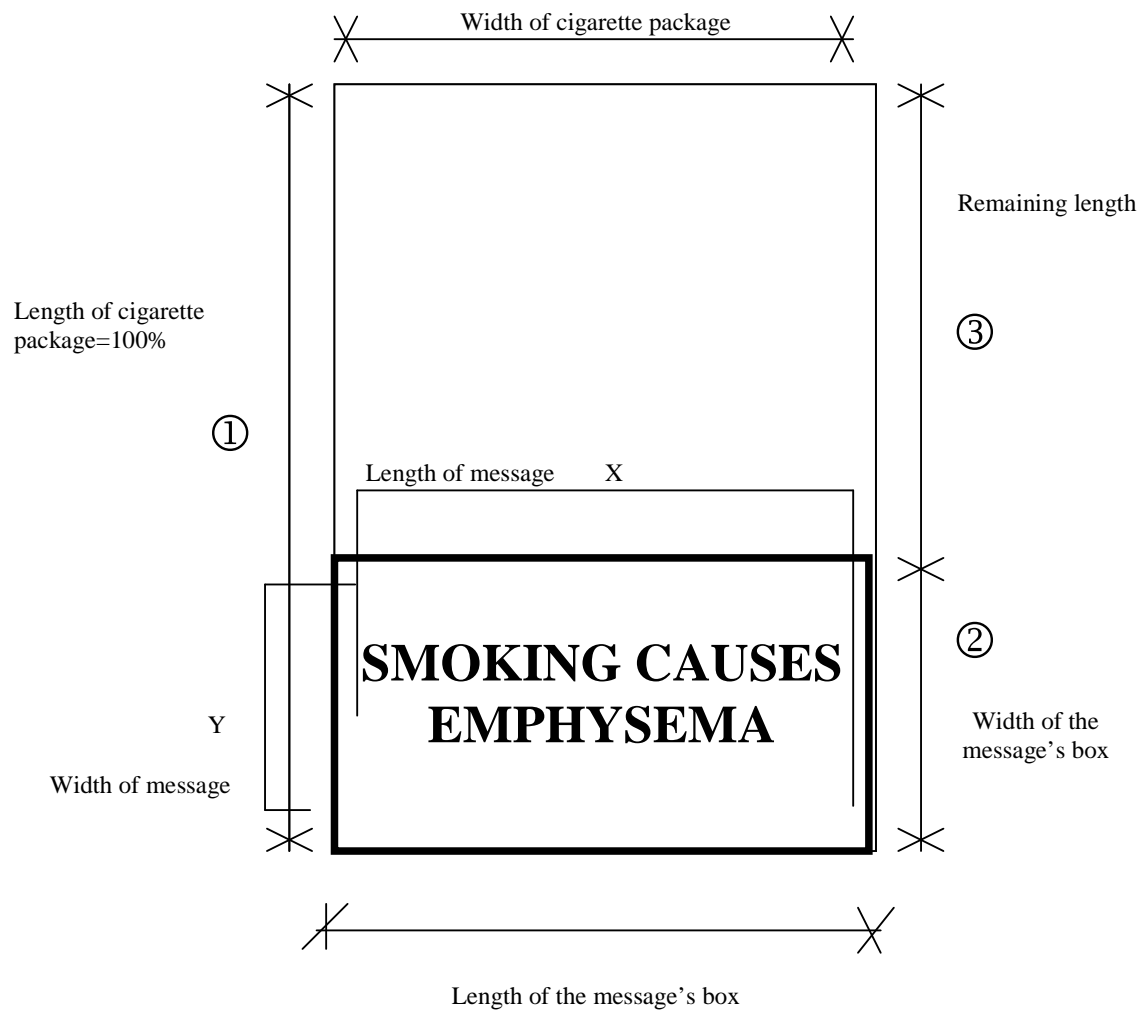 Width of cigarette package
Remaining length
Length of cigarette
package=100%
③
①
Length of message X
②
SMOKING CAUSES
EMPHYSEMA
Y
Width of the
message’s box
Width of message
Length of the message’s box